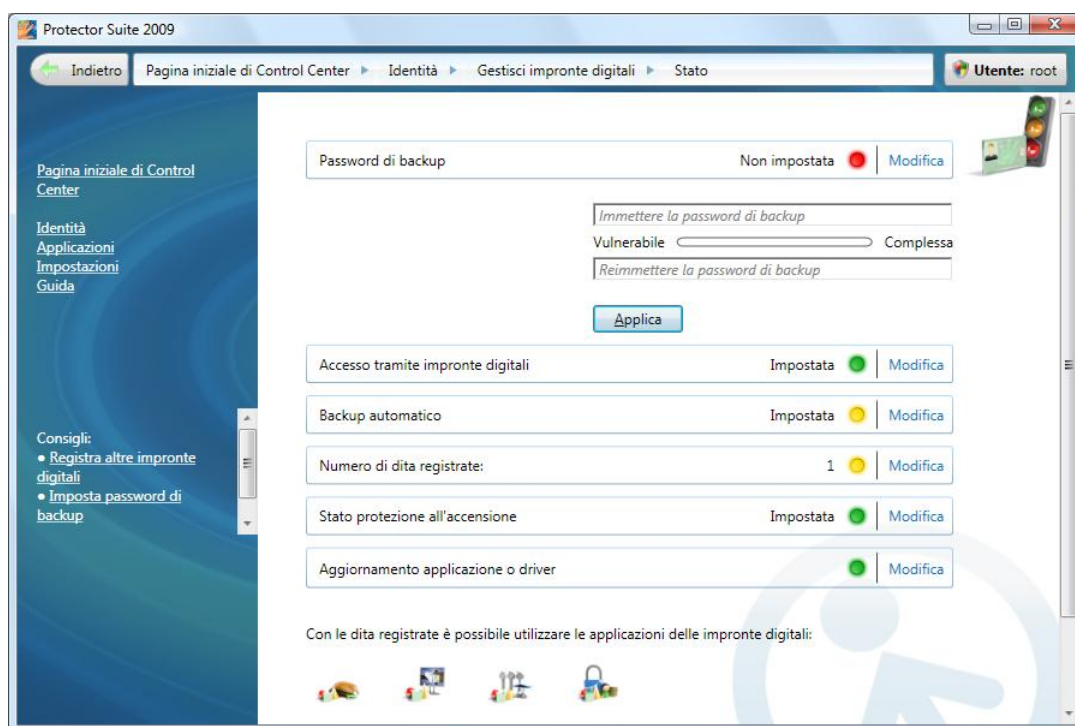 Protector Suite 2009
Indietro
Pagina iniziale di Control Center
Identità
Gestisci impronte digitali
Stato
Utente: root
Pagina iniziale di Control
Center
Identità
Applicazioni
Impostazioni
Guida
Consigli:
• Registra altre impronte
digitali
• Imposta password di
backup
Password di backup Non impostata Modifica
Immettere la password di backup
Vulnerabile Complessa
Reimmettere la password di backup
Applica
Accesso tramite impronte digitali Impostata Modifica
Backup automatico Impostata Modifica
Numero di dita registrate: 1 Modifica
Stato protezione all'accensione Impostata Modifica
Aggiornamento applicazione o driver Modifica
Con le dita registrate è possibile utilizzare le applicazioni delle impronte digitali: